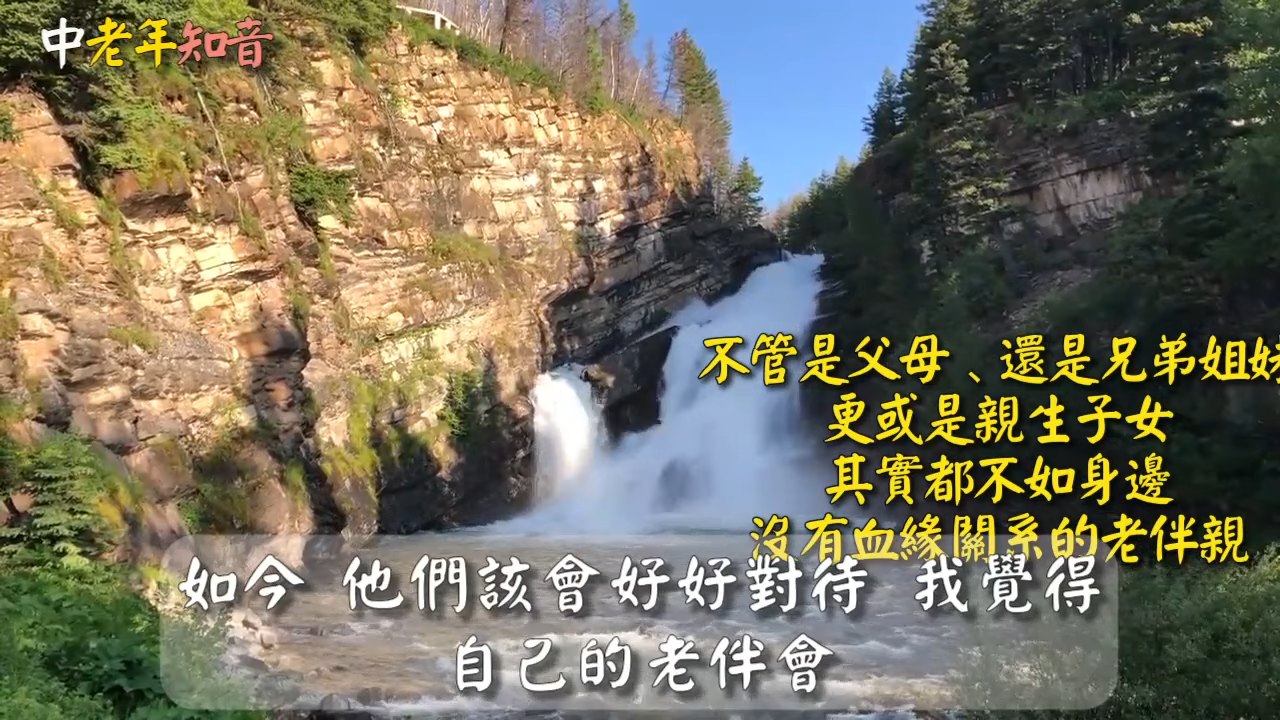 中老年知音
不管是父母、還是兄弟姐妹
更或是親生子女
其實都不如身邊
沒有血緣關系的老伴親
如今 他們該會好好對待 我覺得
自己的老伴會